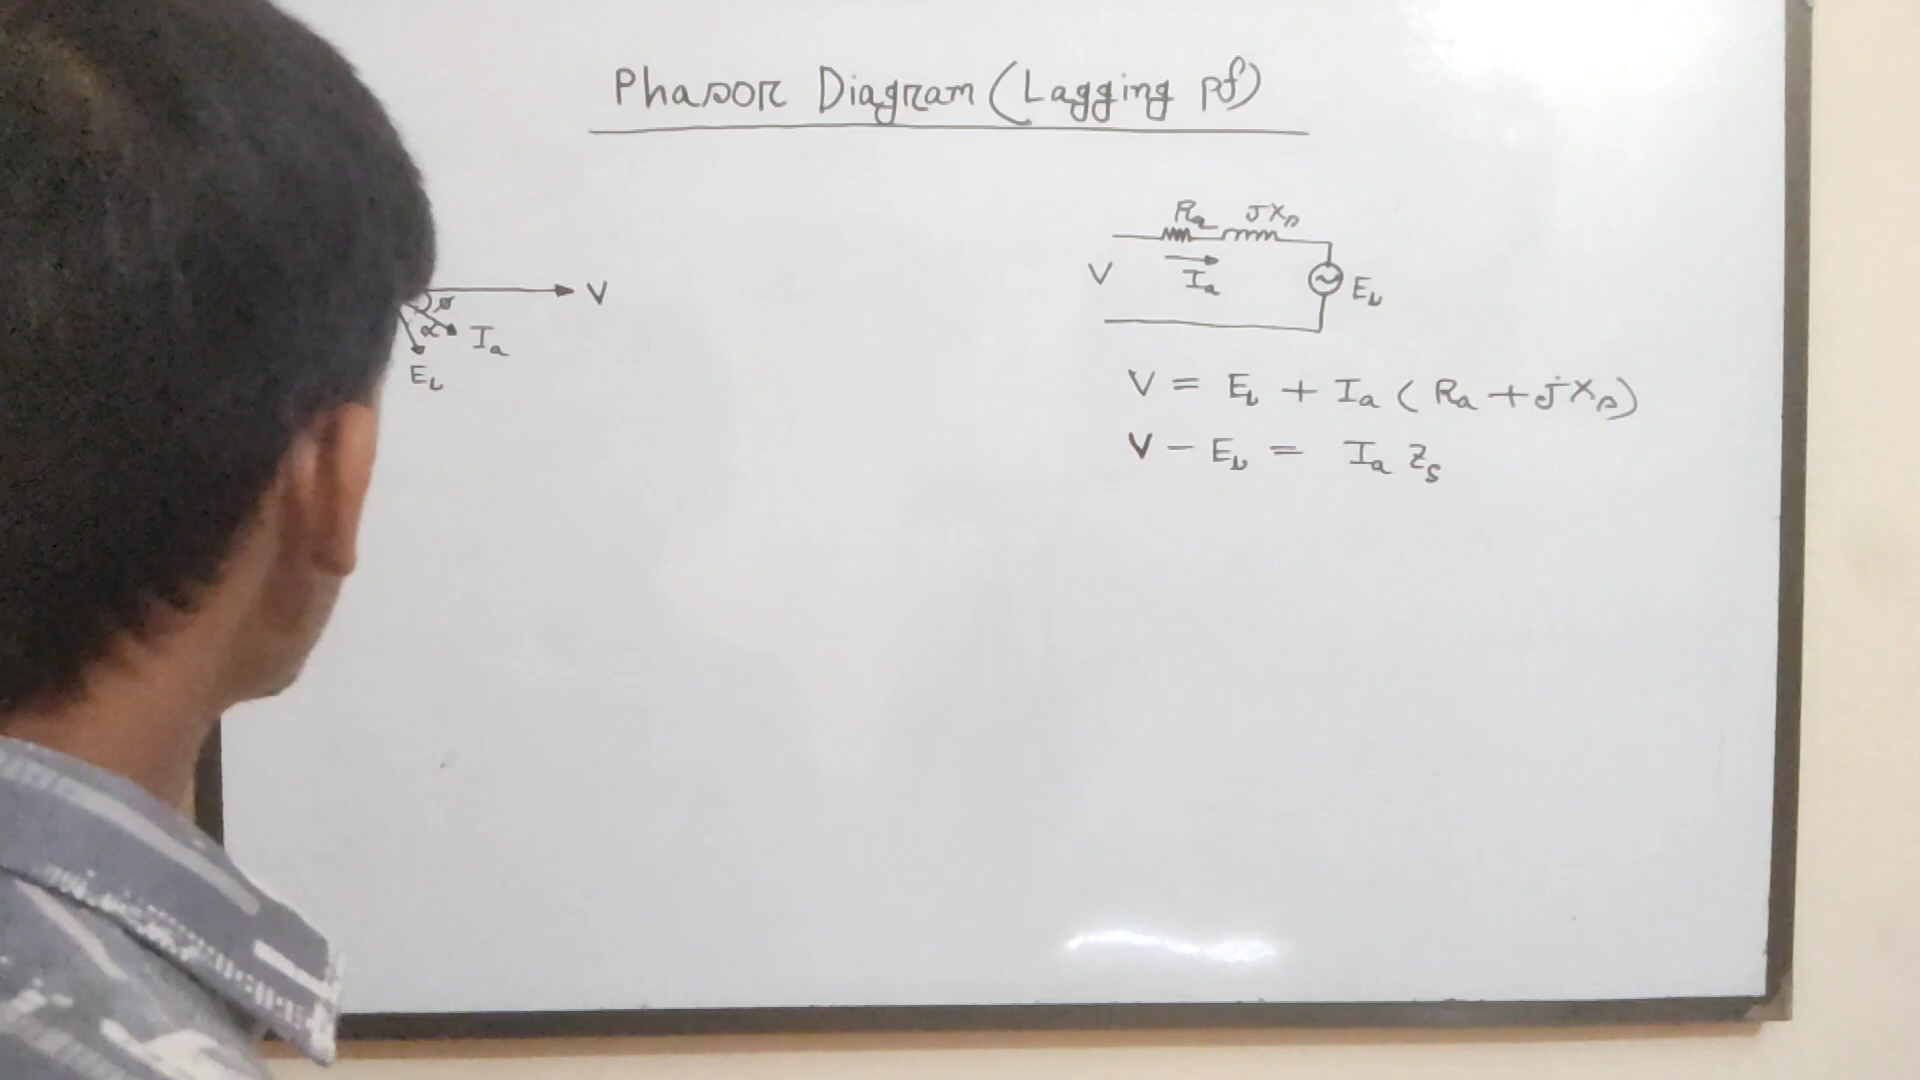 Phasor Diagram (Lagging pf)
Ra jXs
V
Ia
Eb
V
φ
α
Ia
Eb
V = Eb + Ia (Ra + jXs)
V - Eb = Ia Zs